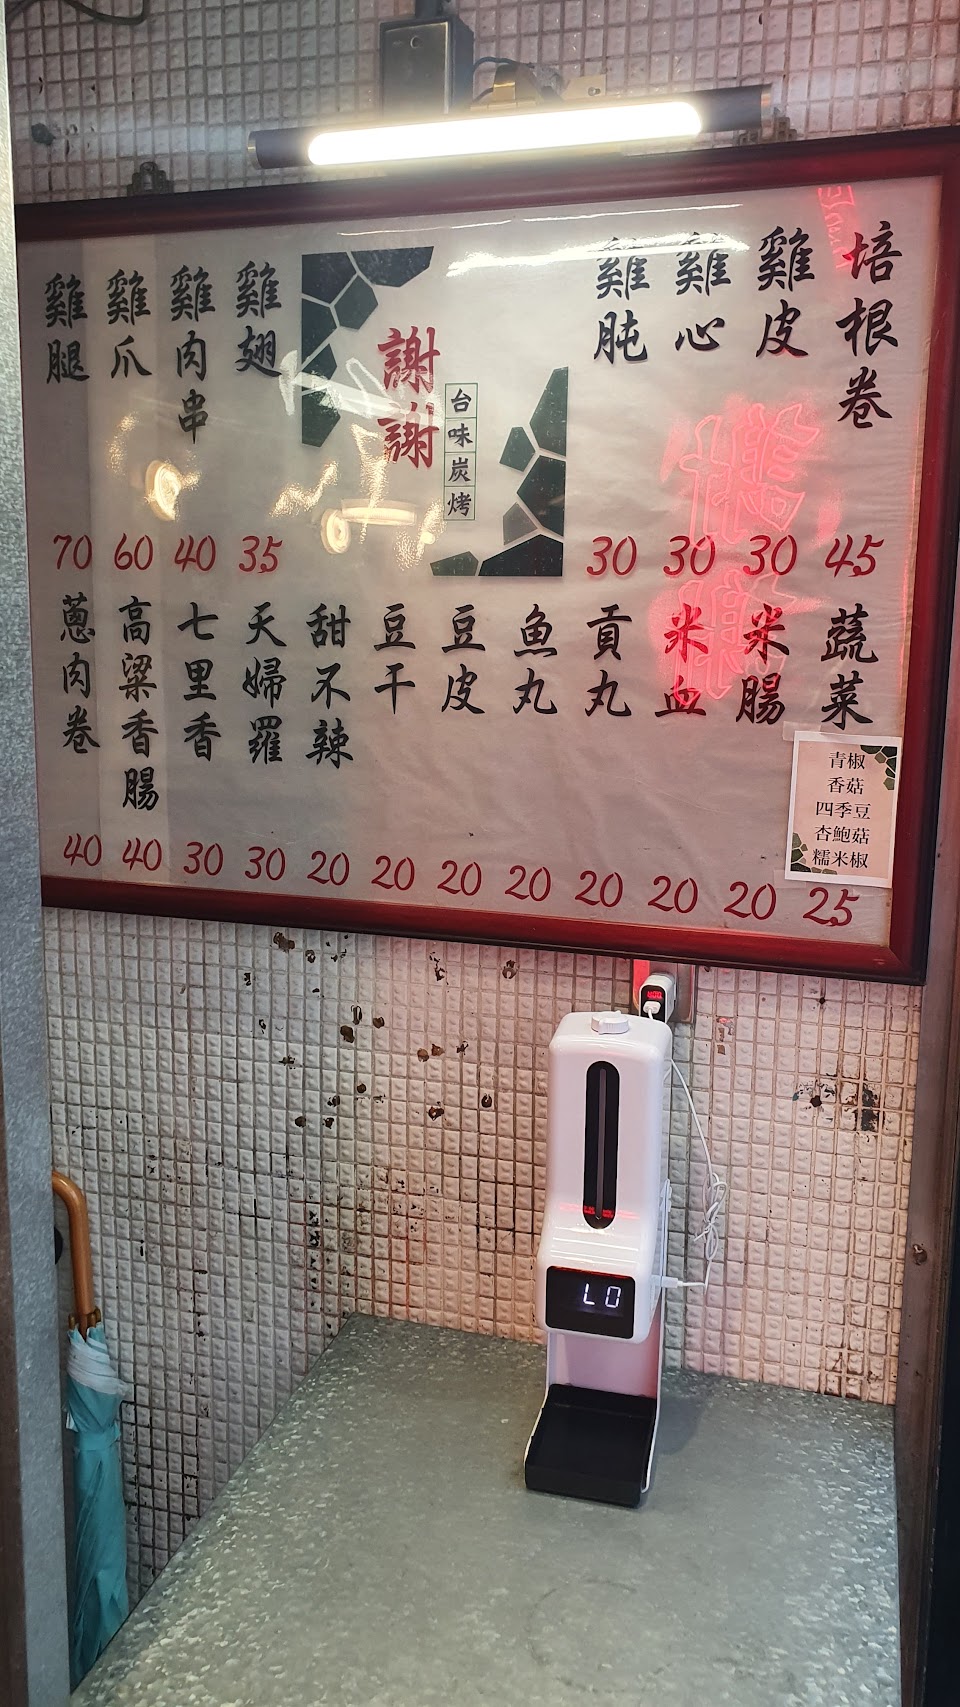 培根卷 45
雞皮 30
雞心 30
雞肫 30
謝謝
台味炭烤
雞翅 35
雞肉串 40
雞爪 60
雞腿 70
蔬菜 25
青椒
香菇
四季豆
杏鮑菇
糯米椒
米腸 20
米血 20
貢丸 20
魚丸 20
豆皮 20
豆干 20
甜不辣 20
天婦羅 30
七里香 30
高粱香腸 40
蔥肉卷 40
LO